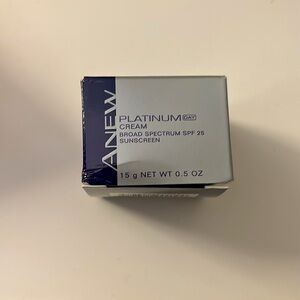 ANEW
PLATINUM DAY
CREAM
BROAD SPECTRUM SPF 25
SUNSCREEN
15 g NET WT 0.5 OZ